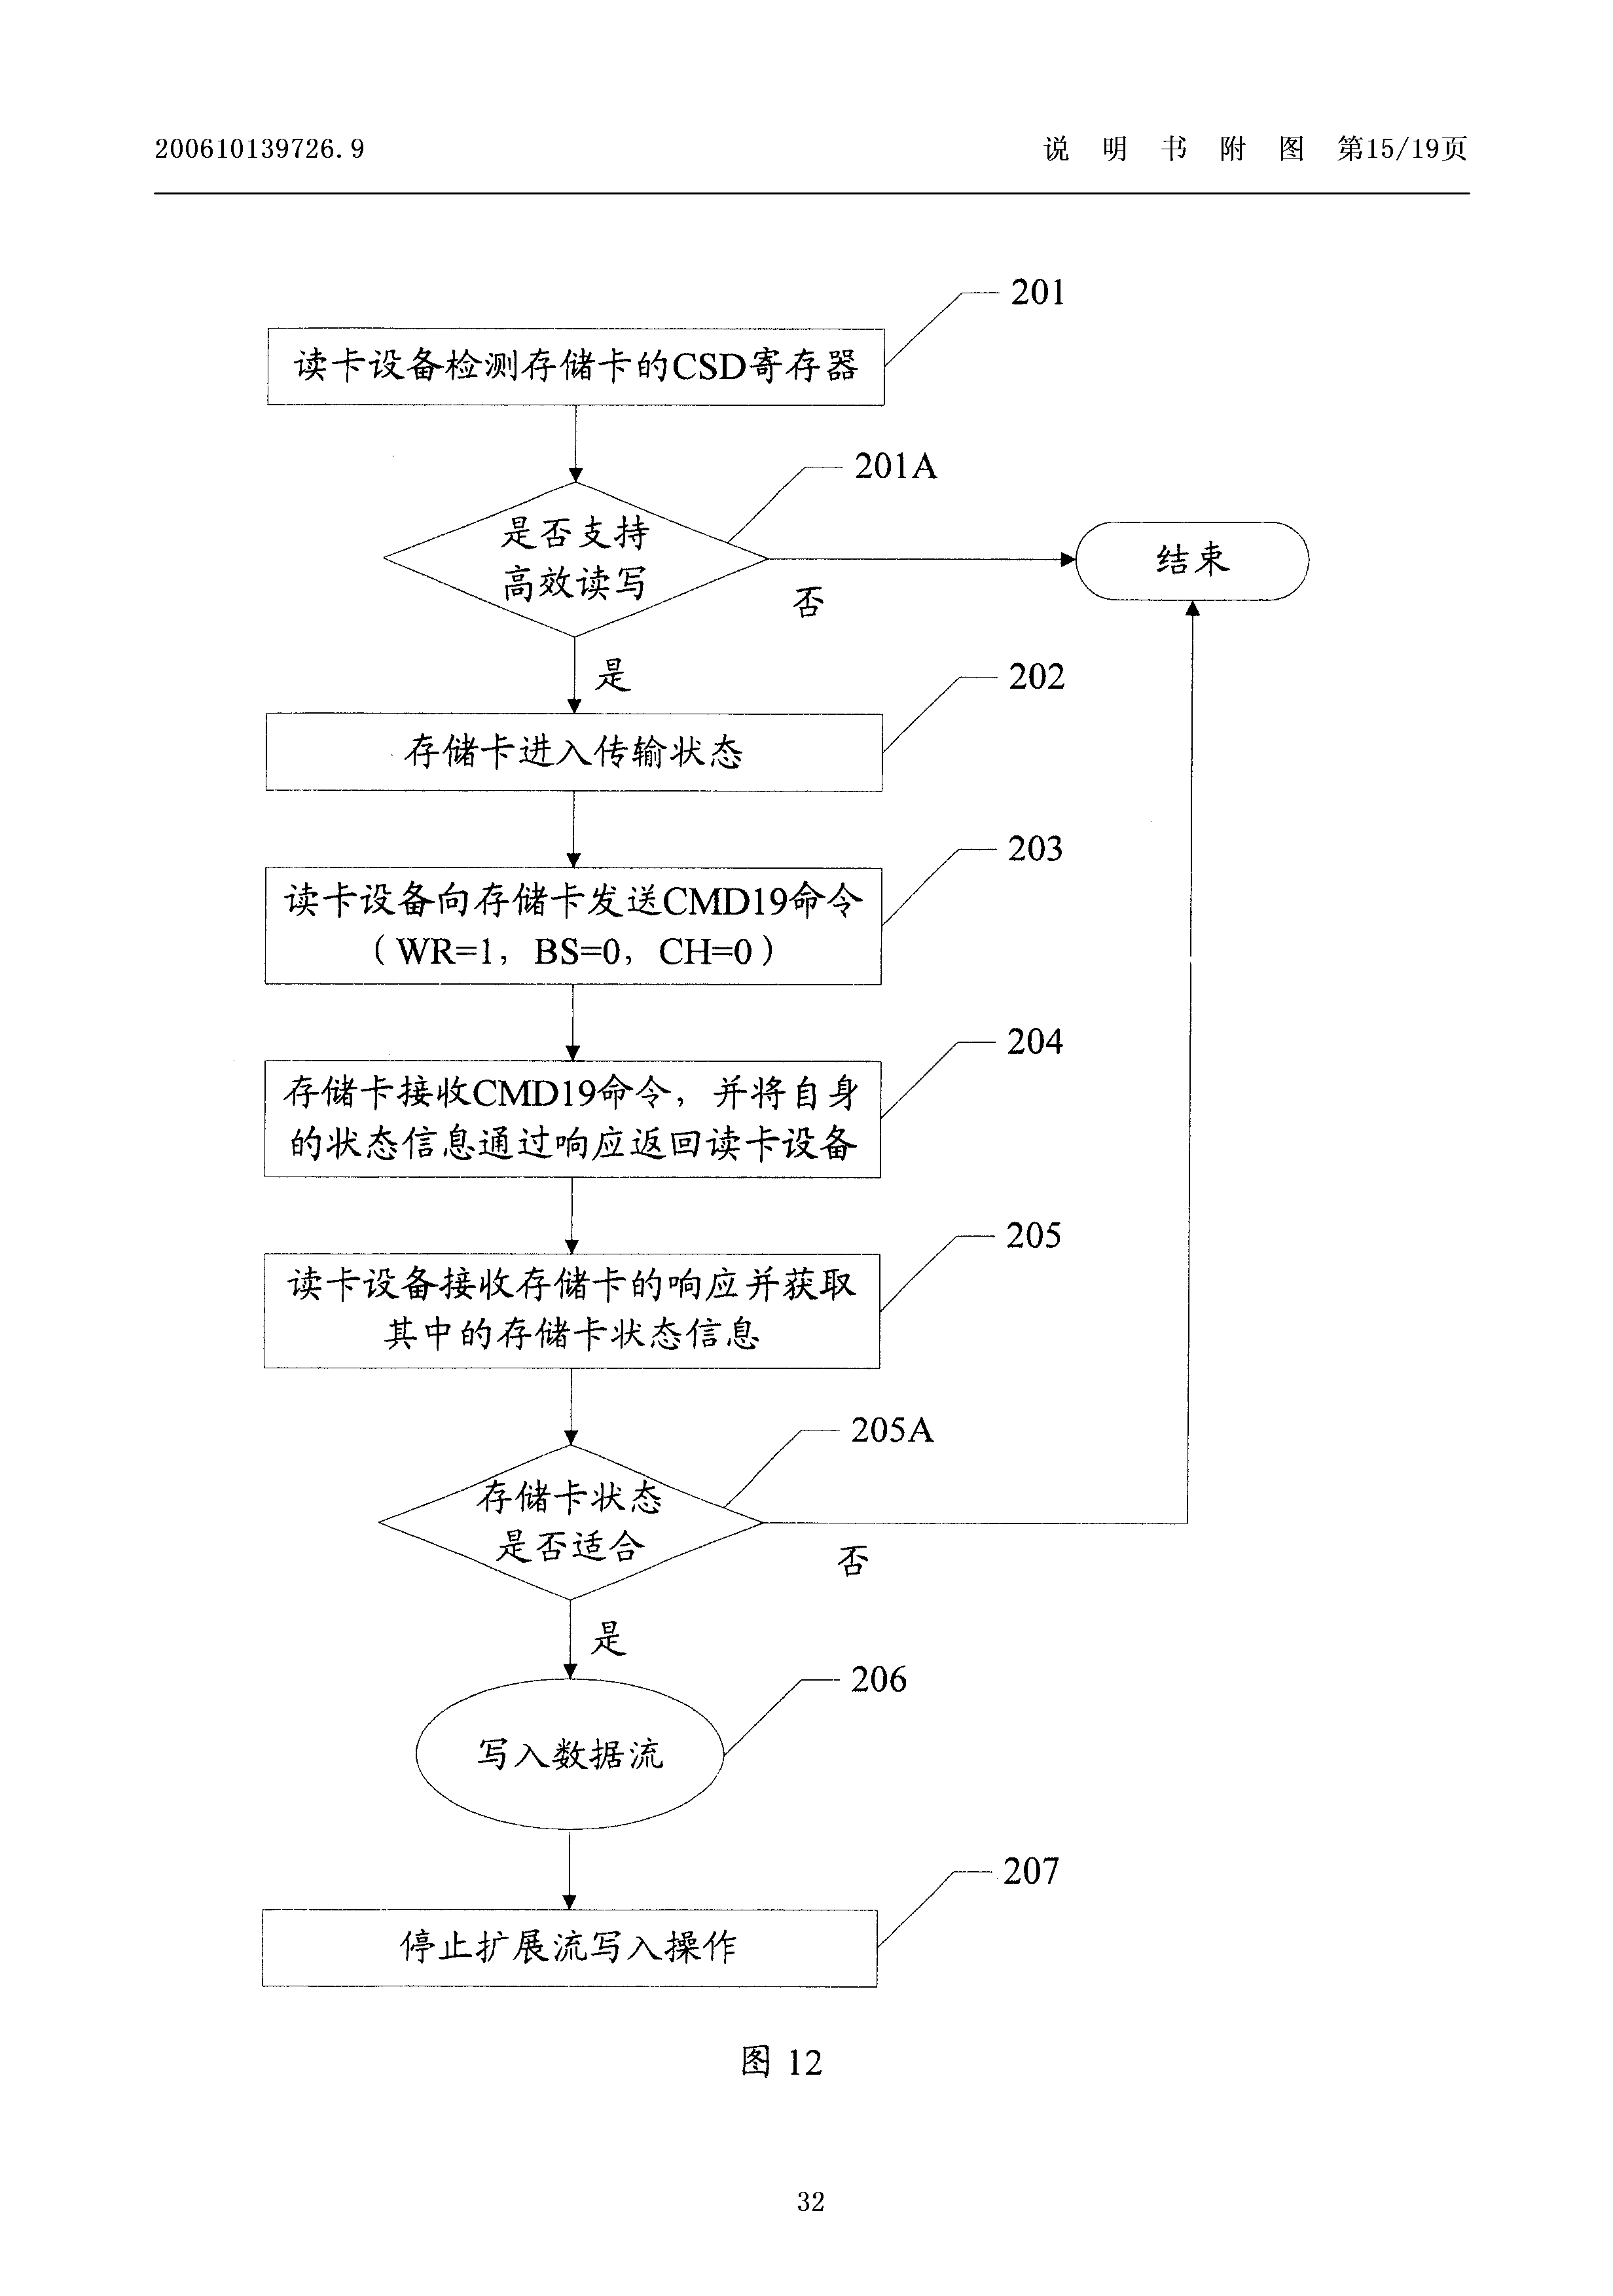 200610139726.9 说 明 书 附 图 第15/19页
201
读卡设备检测存储卡的CSD寄存器
201A
是否支持
高效读写
结束
否
是
202
存储卡进入传输状态
203
读卡设备向存储卡发送CMD19命令
（WR=1， BS=0， CH=0）
204
存储卡接收CMD19命令，并将自身
的状态信息通过响应返回读卡设备
205
读卡设备接收存储卡的响应并获取
其中的存储卡状态信息
205A
存储卡状态
是否适合
否
是
206
写入数据流
207
停止扩展流写入操作
图 12
32